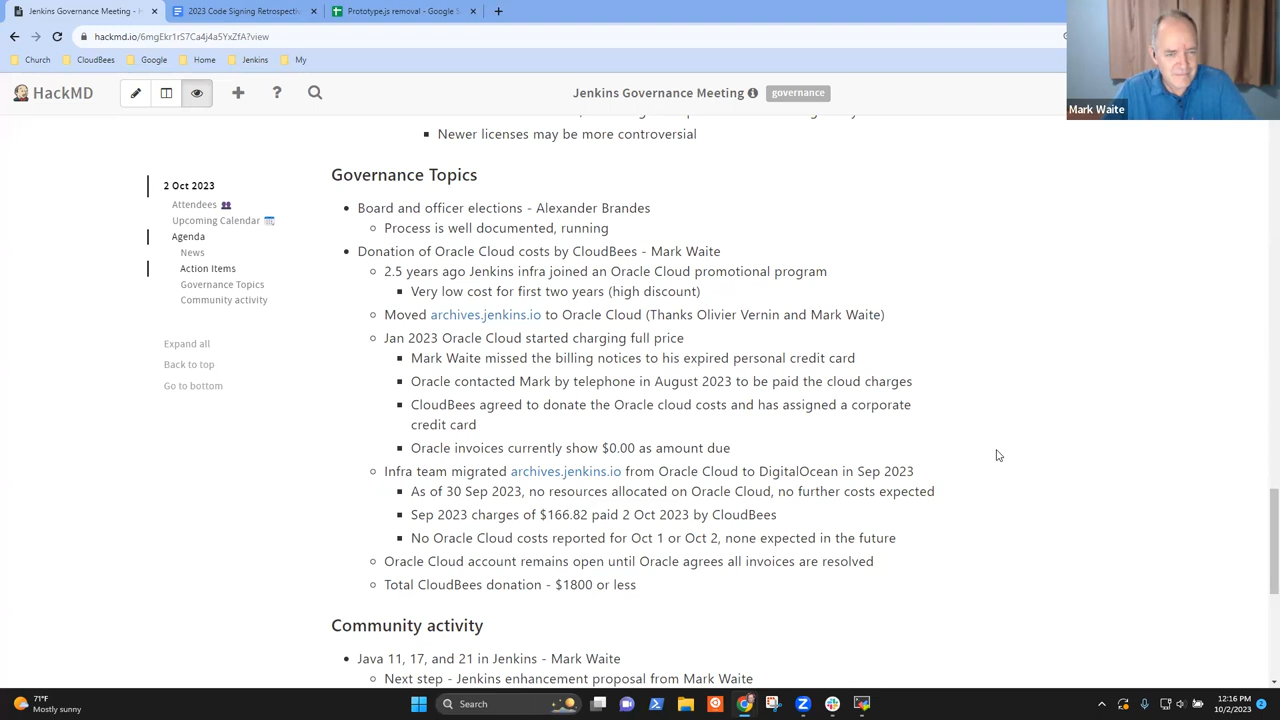 Jenkins Governance Meeting - H
2023 Code Signing Retrospectiv
Prototype.js removal - Google S
hackmd.io/6mgEkr1rS7Ca4j4a5YxZfA?view
Church
CloudBees
Google
Home
Jenkins
My
HackMD
Jenkins Governance Meeting
governance
Mark Waite
Newer licenses may be more controversial
2 Oct 2023
Attendees
Upcoming Calendar
Agenda
News
Action Items
Governance Topics
Community activity
Expand all
Back to top
Go to bottom
Governance Topics
Board and officer elections - Alexander Brandes
Process is well documented, running
Donation of Oracle Cloud costs by CloudBees - Mark Waite
2.5 years ago Jenkins infra joined an Oracle Cloud promotional program
Very low cost for first two years (high discount)
Moved archives.jenkins.io to Oracle Cloud (Thanks Olivier Vernin and Mark Waite)
Jan 2023 Oracle Cloud started charging full price
Mark Waite missed the billing notices to his expired personal credit card
Oracle contacted Mark by telephone in August 2023 to be paid the cloud charges
CloudBees agreed to donate the Oracle cloud costs and has assigned a corporate
credit card
Oracle invoices currently show $0.00 as amount due
Infra team migrated archives.jenkins.io from Oracle Cloud to DigitalOcean in Sep 2023
As of 30 Sep 2023, no resources allocated on Oracle Cloud, no further costs expected
Sep 2023 charges of $166.82 paid 2 Oct 2023 by CloudBees
No Oracle Cloud costs reported for Oct 1 or Oct 2, none expected in the future
Oracle Cloud account remains open until Oracle agrees all invoices are resolved
Total CloudBees donation - $1800 or less
Community activity
Java 11, 17, and 21 in Jenkins - Mark Waite
Next step - Jenkins enhancement proposal from Mark Waite
71°F
Mostly sunny
Search
12:16 PM
10/2/2023